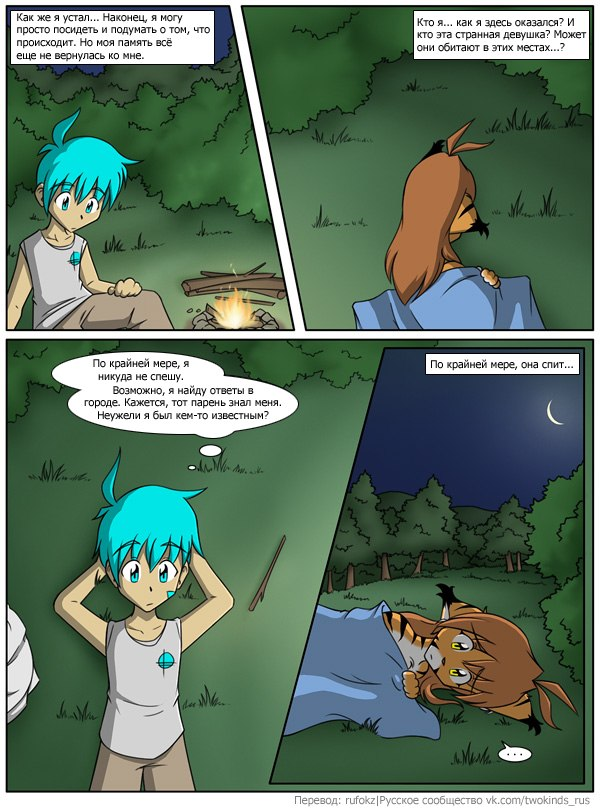 Как же я устал... Наконец, я могу
просто посидеть и подумать о том, что
происходит. Но моя память всё
еще не вернулась ко мне.
Кто я... как я здесь оказался? И
кто эта странная девушка? Может
они обитают в этих местах...?
По крайней мере, я
никуда не спешу.
Возможно, я найду ответы в
городе. Кажется, тот парень знал меня.
Неужели я был кем-то известным?
По крайней мере, она спит...
...
Перевод: rufokz|Русское сообщество vk.com/twokinds_rus